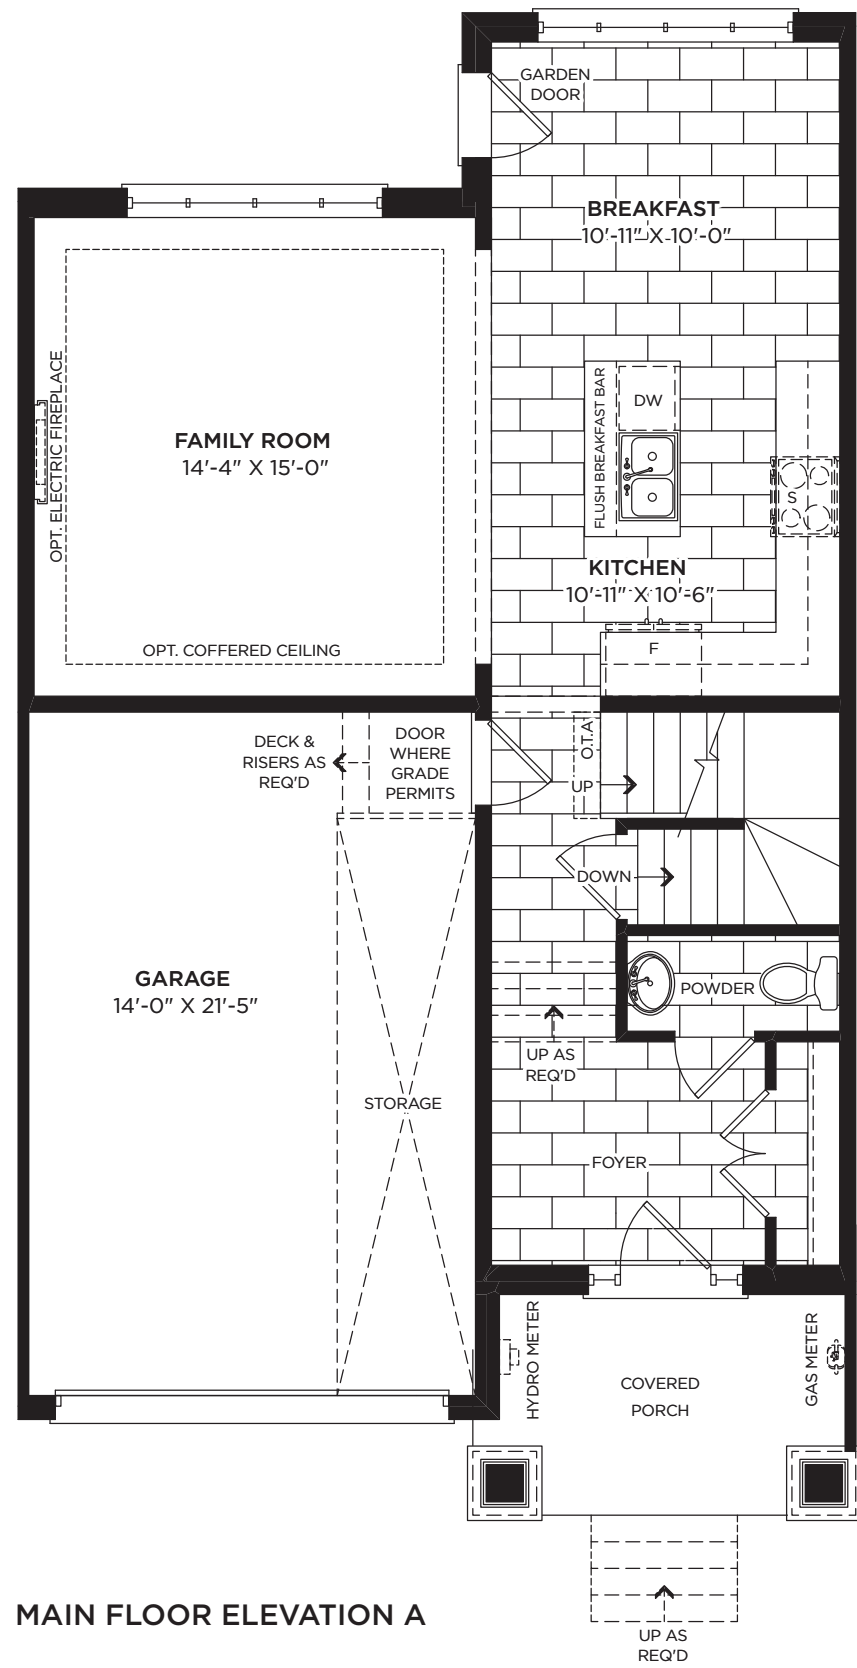 GARDEN
DOOR
BREAKFAST
10'-11" X 10'-0"
OPT. ELECTRIC FIREPLACE
FAMILY ROOM
14'-4" X 15'-0"
FLUSH BREAKFAST BAR
DW
S
KITCHEN
10'-11" X 10'-6"
F
OPT. COFFERED CEILING
DECK &
RISERS AS
REQ'D
DOOR
WHERE
GRADE
PERMITS
O.T.A
UP
DOWN
GARAGE
14'-0" X 21'-5"
POWDER
UP AS
REQ'D
STORAGE
FOYER
HYDRO METER
GAS METER
COVERED
PORCH
MAIN FLOOR ELEVATION A
UP AS
REQ'D